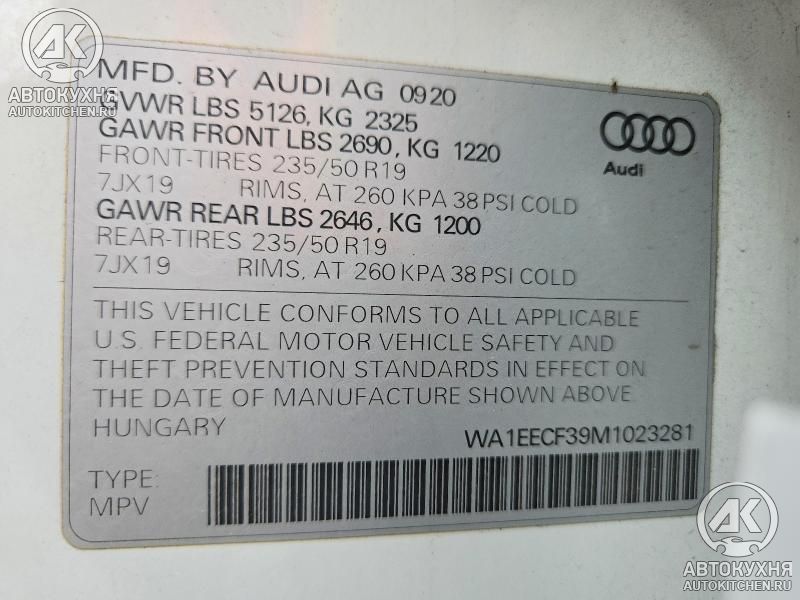 АК
АВТОКУХНЯ
AUTOKITCHEN.RU
MFD. BY AUDI AG 0920
GVWR LBS 5126, KG 2325
GAWR FRONT LBS 2690, KG 1220
FRONT-TIRES 235/50 R19
7JX19 RIMS, AT 260 KPA 38 PSI COLD
GAWR REAR LBS 2646, KG 1200
REAR-TIRES 235/50 R19
7JX19 RIMS, AT 260 KPA 38 PSI COLD
Audi
THIS VEHICLE CONFORMS TO ALL APPLICABLE
U.S. FEDERAL MOTOR VEHICLE SAFETY AND
THEFT PREVENTION STANDARDS IN EFFECT ON
THE DATE OF MANUFACTURE SHOWN ABOVE
HUNGARY
WA1EECF39M1023281
TYPE:
MPV
АК
АВТОКУХНЯ
AUTOKITCHEN.RU